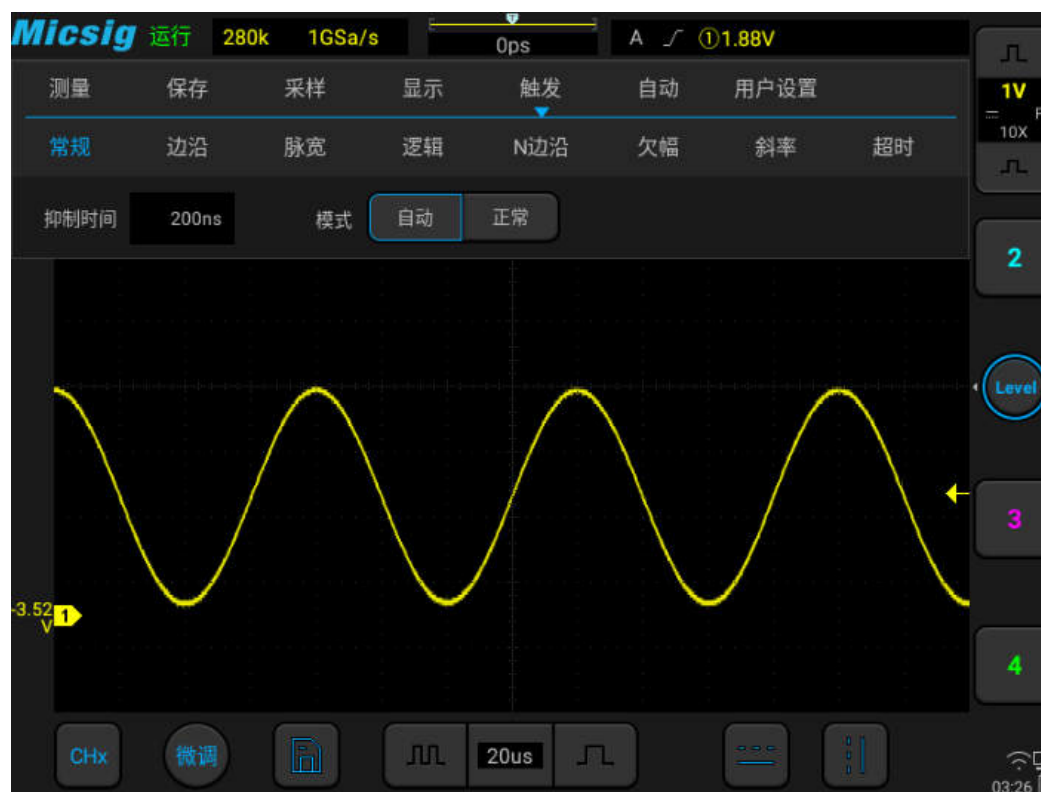 Micsig 运行 280k 1GSa/s T 0ps A ①1.88V
测量 保存 采样 显示 触发 自动 用户设置
1V
10X
常规 边沿 脉宽 逻辑 N边沿 欠幅 斜率 超时
抑制时间 200ns 模式 自动 正常
2
Level
3
-3.52
V
1
4
CHx 微调 20us
03:26